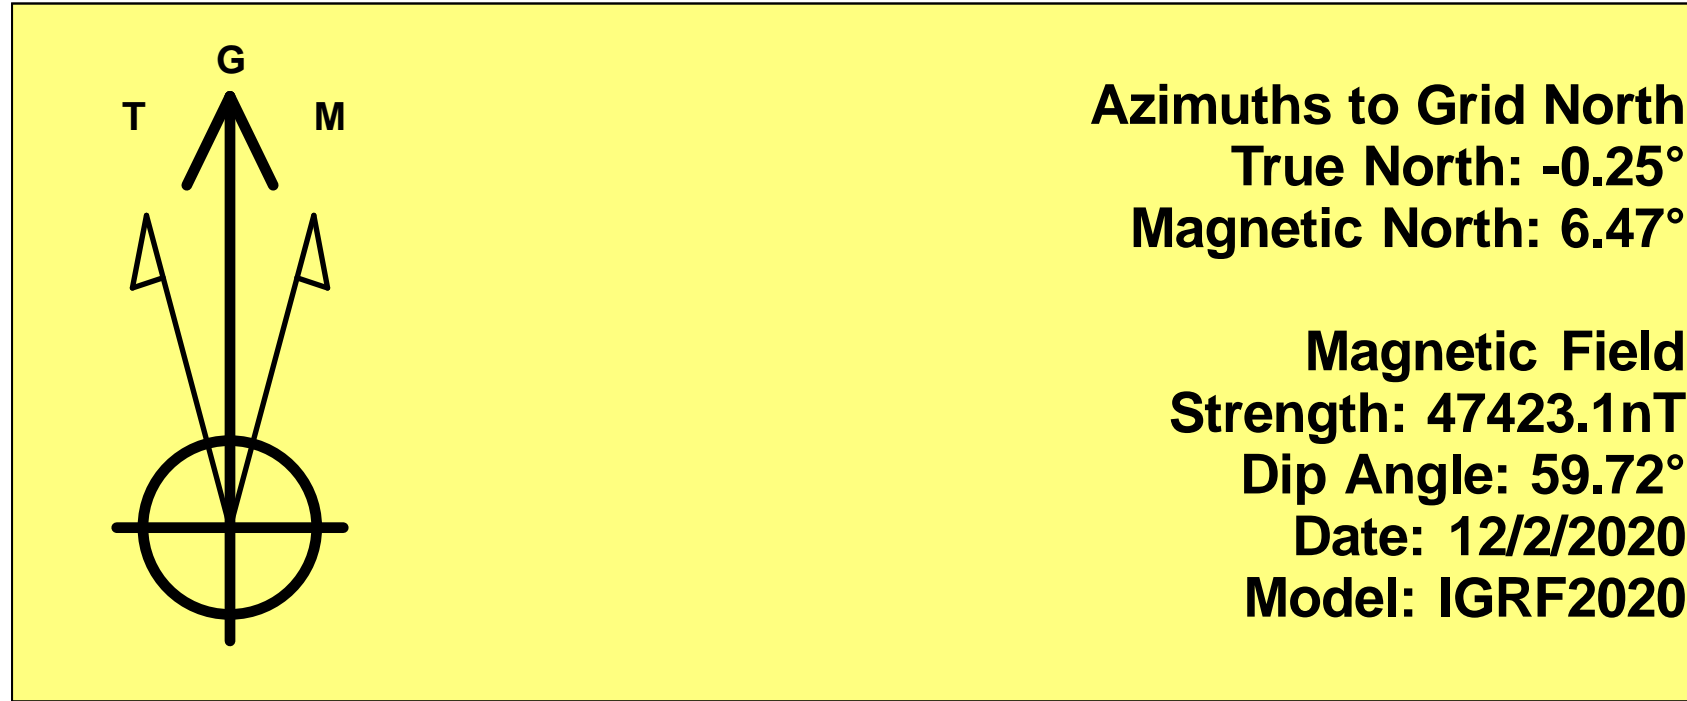 G
T
M
Azimuths to Grid North
True North: -0.25°
Magnetic North: 6.47°
Magnetic Field
Strength: 47423.1nT
Dip Angle: 59.72°
Date: 12/2/2020
Model: IGRF2020